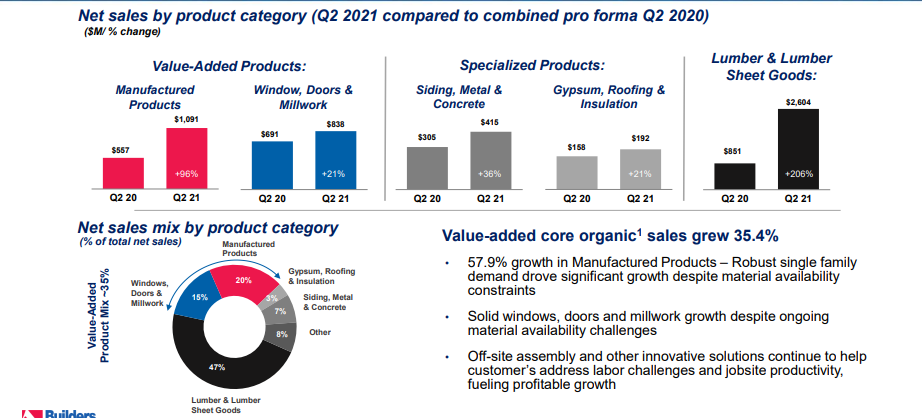 Net sales by product category (Q2 2021 compared to combined pro forma Q2 2020)
($M/ % change)
Value-Added Products:
Manufactured
Products
$557
$1,091
+96%
Q2 20
Q2 21
Window, Doors &
Millwork
$691
$838
+21%
Q2 20
Q2 21
Specialized Products:
Siding, Metal &
Concrete
$305
$415
+36%
Q2 20
Q2 21
Gypsum, Roofing &
Insulation
$158
$192
+21%
Q2 20
Q2 21
Lumber & Lumber
Sheet Goods:
$851
$2,604
+206%
Q2 20
Q2 21
Net sales mix by product category
(% of total net sales)
Value-Added
Product Mix ~35%
Manufactured
Products
20%
Windows,
Doors &
Millwork
15%
Gypsum, Roofing
& Insulation
3%
Siding, Metal
& Concrete
7%
Other
8%
47%
Lumber & Lumber
Sheet Goods
Value-added core organic¹ sales grew 35.4%
• 57.9% growth in Manufactured Products – Robust single family
demand drove significant growth despite material availability
constraints
• Solid windows, doors and millwork growth despite ongoing
material availability challenges
• Off-site assembly and other innovative solutions continue to help
customer's address labor challenges and jobsite productivity,
fueling profitable growth
Builders